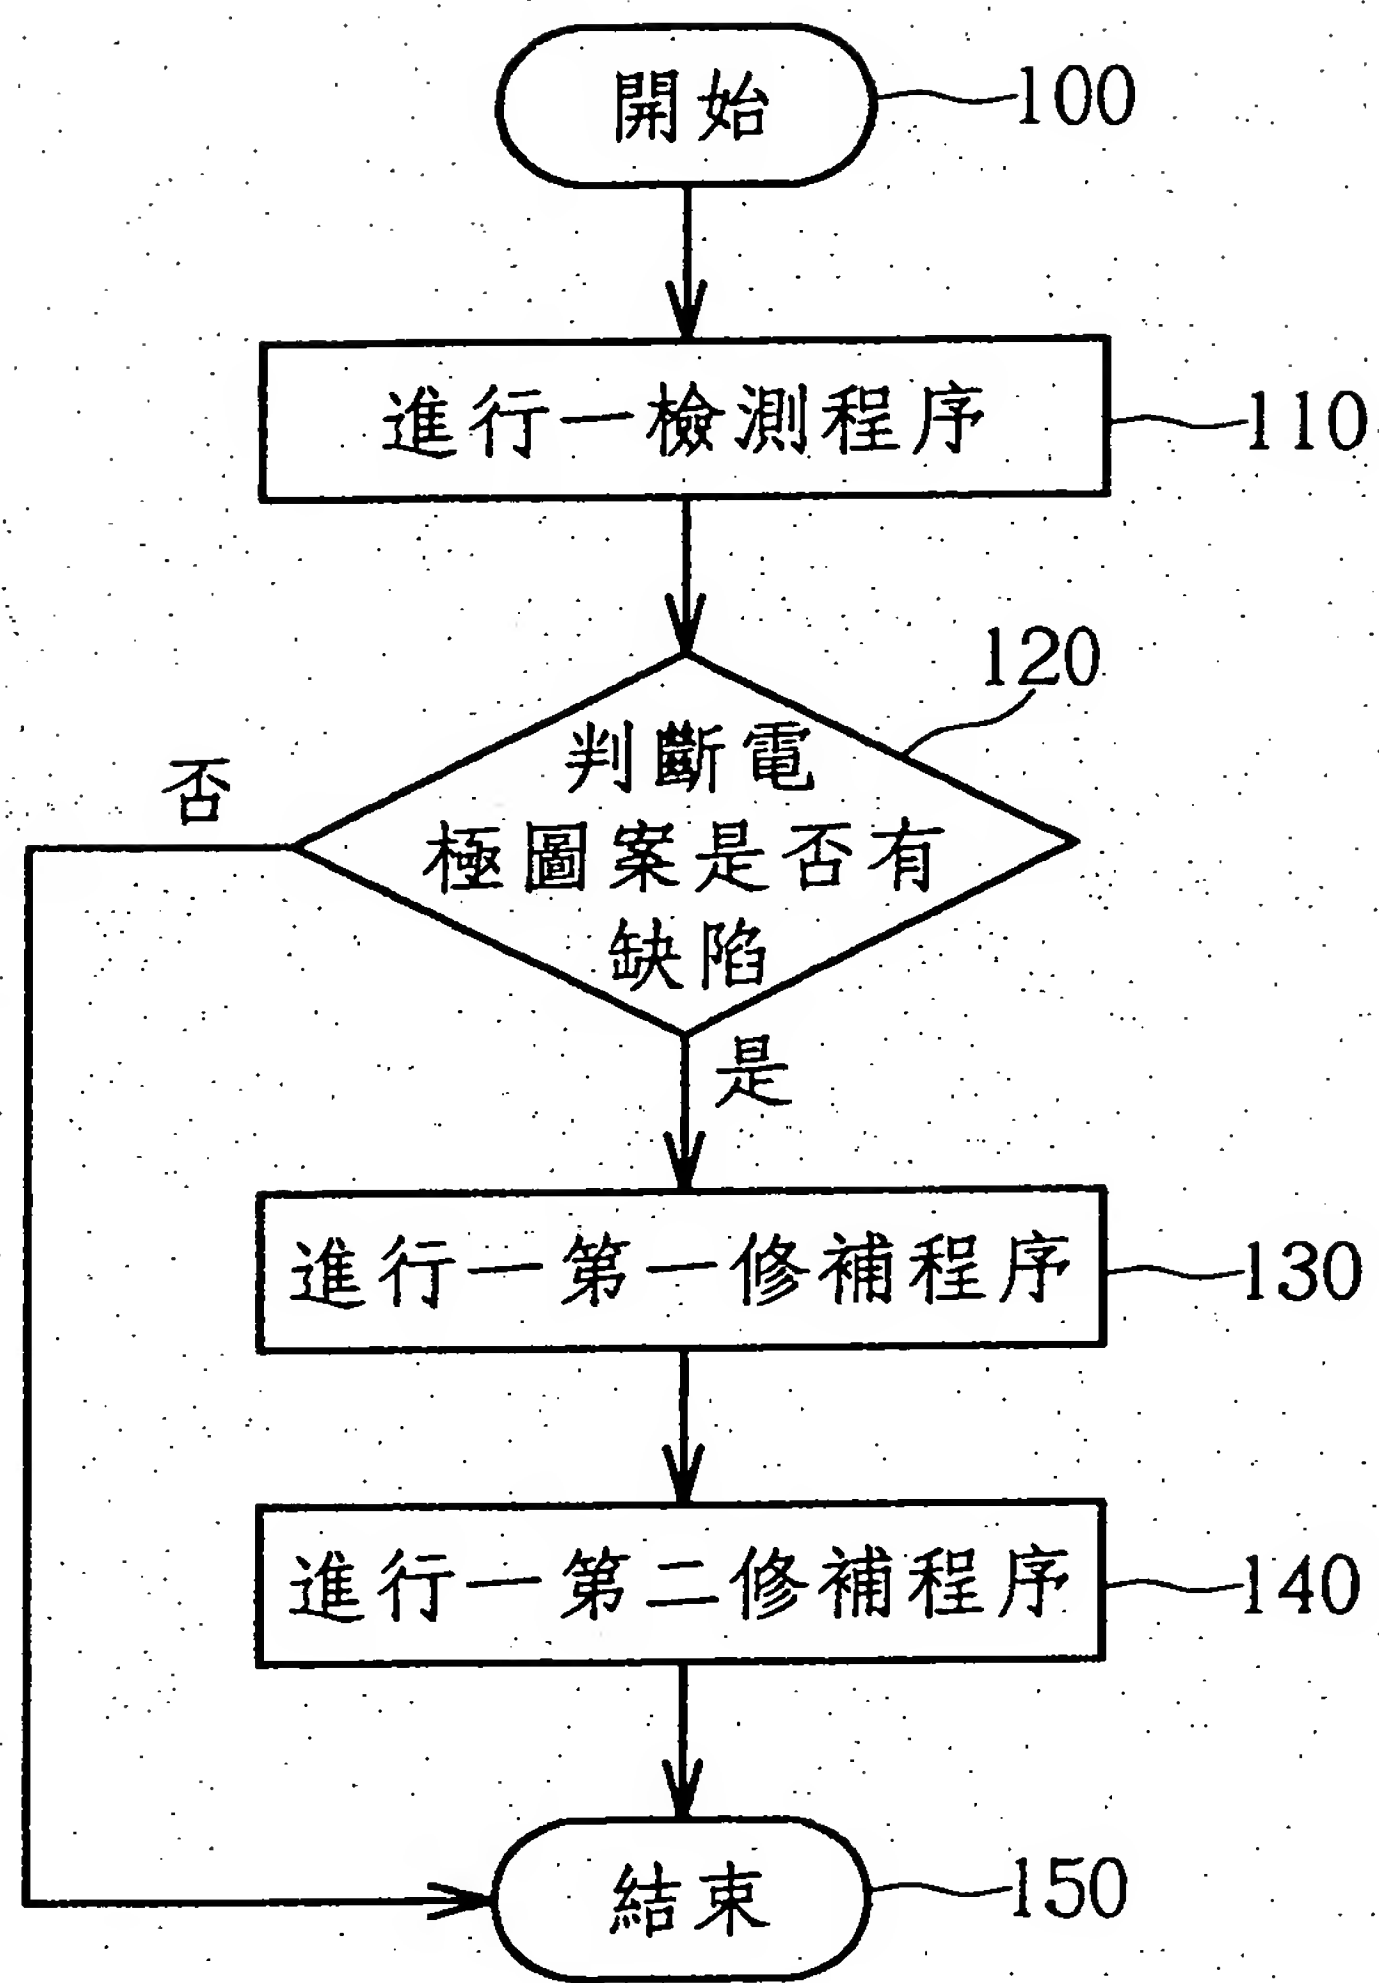 開始
100
進行一檢測程序
110
120
判斷電
極圖案是否有
缺陷
否
是
進行一第一修補程序
130
進行一第二修補程序
140
結束
150